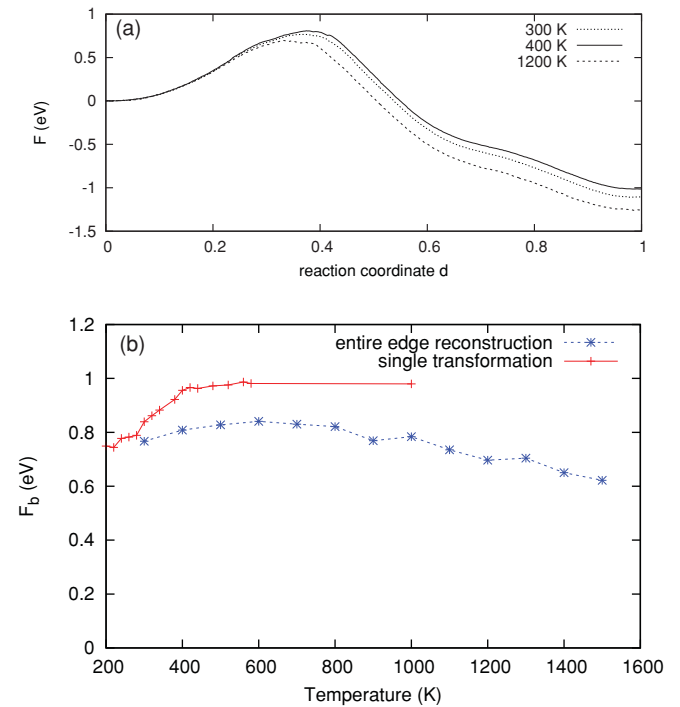 (a)
300 K
400 K
1200 K
1
0.5
0
-0.5
-1
-1.5
F (eV)
0 0.2 0.4 0.6 0.8 1
reaction coordinate d
(b)
entire edge reconstruction
single transformation
1.2
1
0.8
0.6
0.4
0.2
0
F_b (eV)
200 400 600 800 1000 1200 1400 1600
Temperature (K)